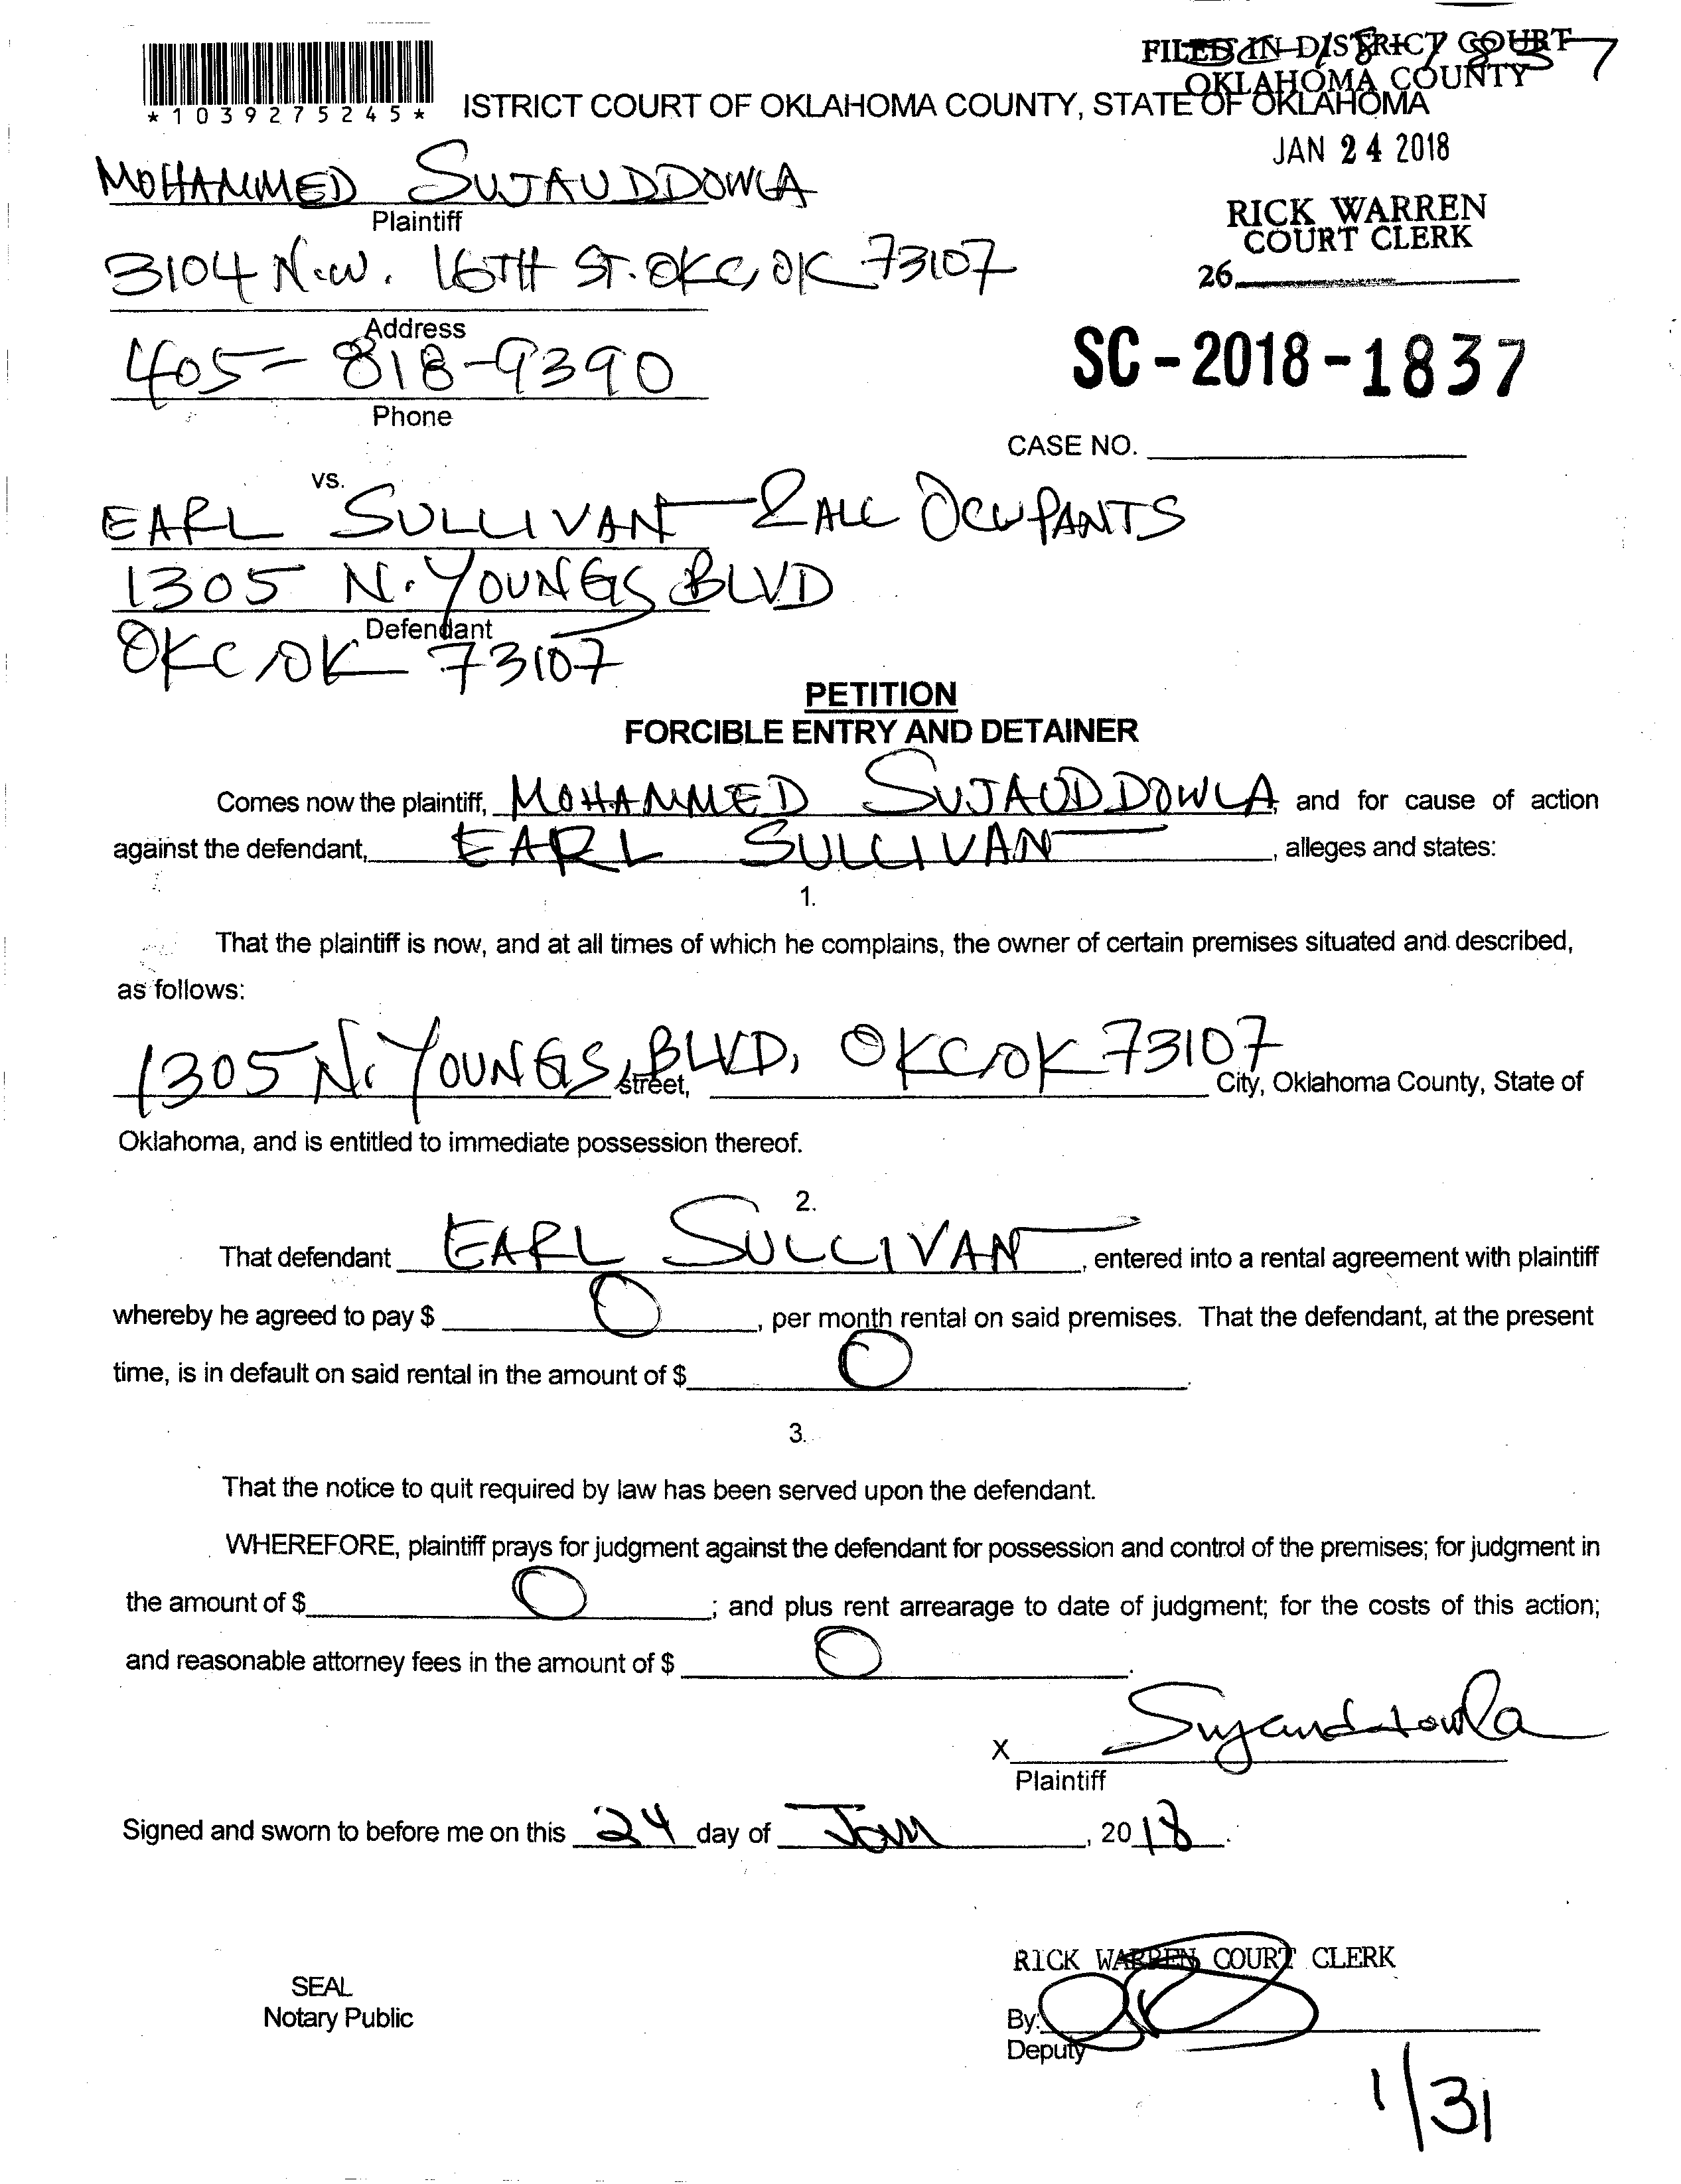 FILED IN DISTRICT COURT
OKLAHOMA COUNTY
*1039275245*
ISTRICT COURT OF OKLAHOMA COUNTY, STATE OF OKLAHOMA
JAN 24 2018
MOHAMMED SUJAUDDOWLA
Plaintiff
RICK WARREN
COURT CLERK
3104 N.W. 16TH ST. OKC, OK 73107
26
Address
405-818-9390
SC-2018-1837
Phone
CASE NO.
vs.
EARL SULLIVAN & ALL OCUPANTS
1305 N. YOUNGS BLVD
Defendant
OKC, OK 73107
PETITION
FORCIBLE ENTRY AND DETAINER
Comes now the plaintiff, MOHAMMED SUJAUDDOWLA, and for cause of action
against the defendant, EARL SULLIVAN, alleges and states:
1.
That the plaintiff is now, and at all times of which he complains, the owner of certain premises situated and described,
as follows:
1305 N. YOUNGS, BLVD, OKC, OK 73107
street, City, Oklahoma County, State of
Oklahoma, and is entitled to immediate possession thereof.
2.
That defendant EARL SULLIVAN, entered into a rental agreement with plaintiff
whereby he agreed to pay $ 0, per month rental on said premises. That the defendant, at the present
time, is in default on said rental in the amount of $ 0.
3.
That the notice to quit required by law has been served upon the defendant.
WHEREFORE, plaintiff prays for judgment against the defendant for possession and control of the premises; for judgment in
the amount of $ 0; and plus rent arrearage to date of judgment; for the costs of this action;
and reasonable attorney fees in the amount of $ 0.
X Sujauddowla
Plaintiff
Signed and sworn to before me on this 24 day of Jan, 2018.
RICK WARREN COURT CLERK
SEAL
Notary Public
By:
Deputy
1/31